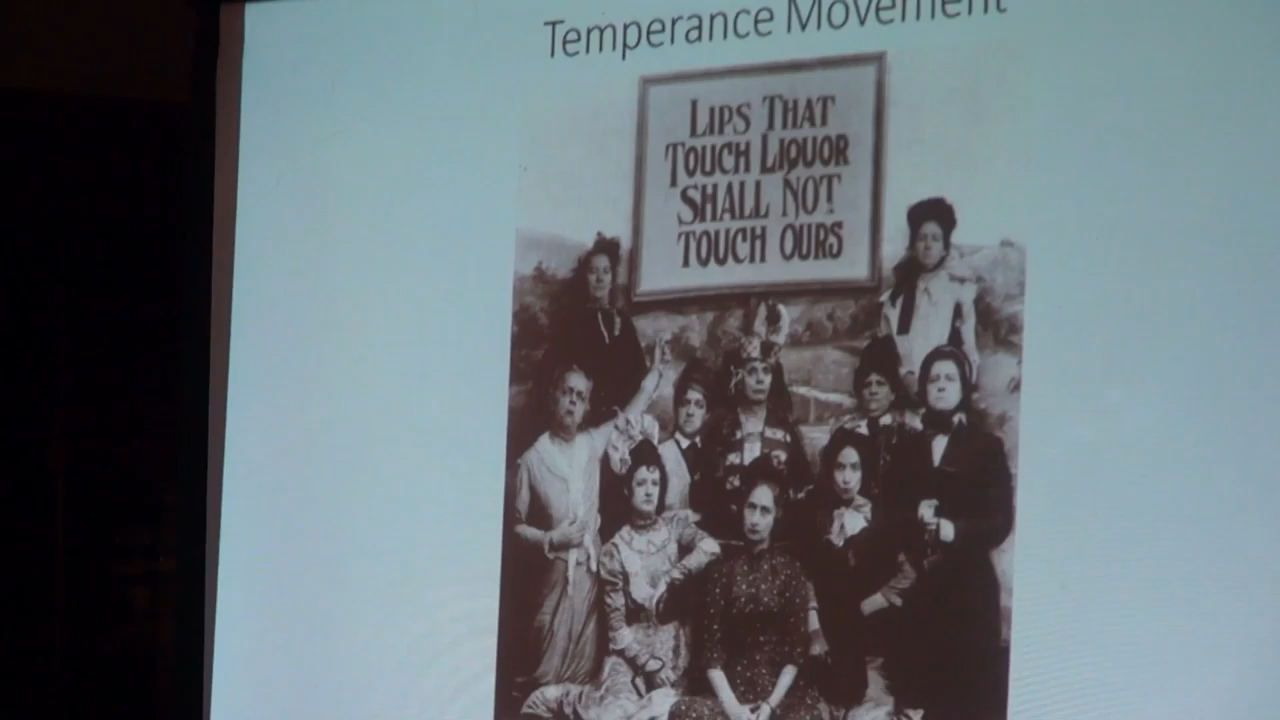 Temperance Movement
LIPS THAT
TOUCH LIQUOR
SHALL NOT
TOUCH OURS